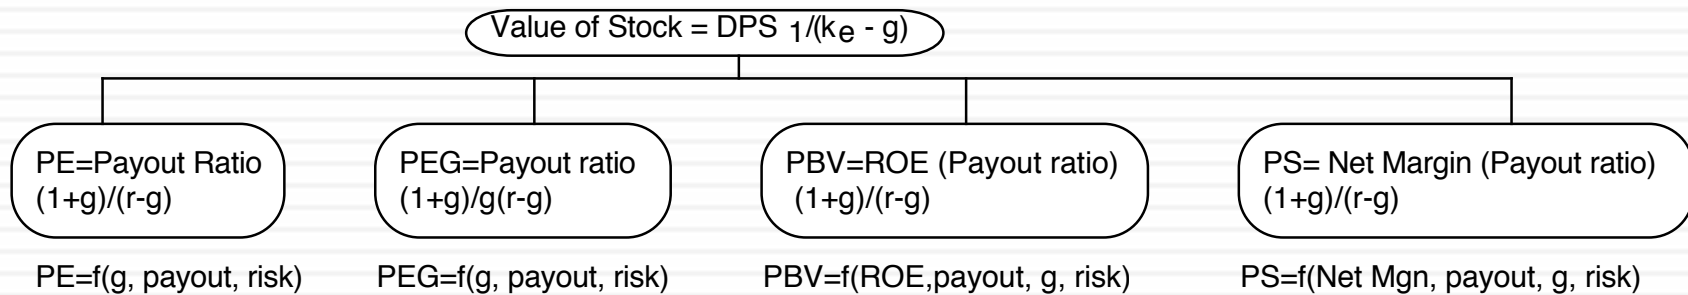 Value of Stock = DPS 1/(ke - g)
PE=Payout Ratio
(1+g)/(r-g)
PEG=Payout ratio
(1+g)/g(r-g)
PBV=ROE (Payout ratio)
(1+g)/(r-g)
PS= Net Margin (Payout ratio)
(1+g)/(r-g)
PE=f(g, payout, risk)
PEG=f(g, payout, risk)
PBV=f(ROE,payout, g, risk)
PS=f(Net Mgn, payout, g, risk)